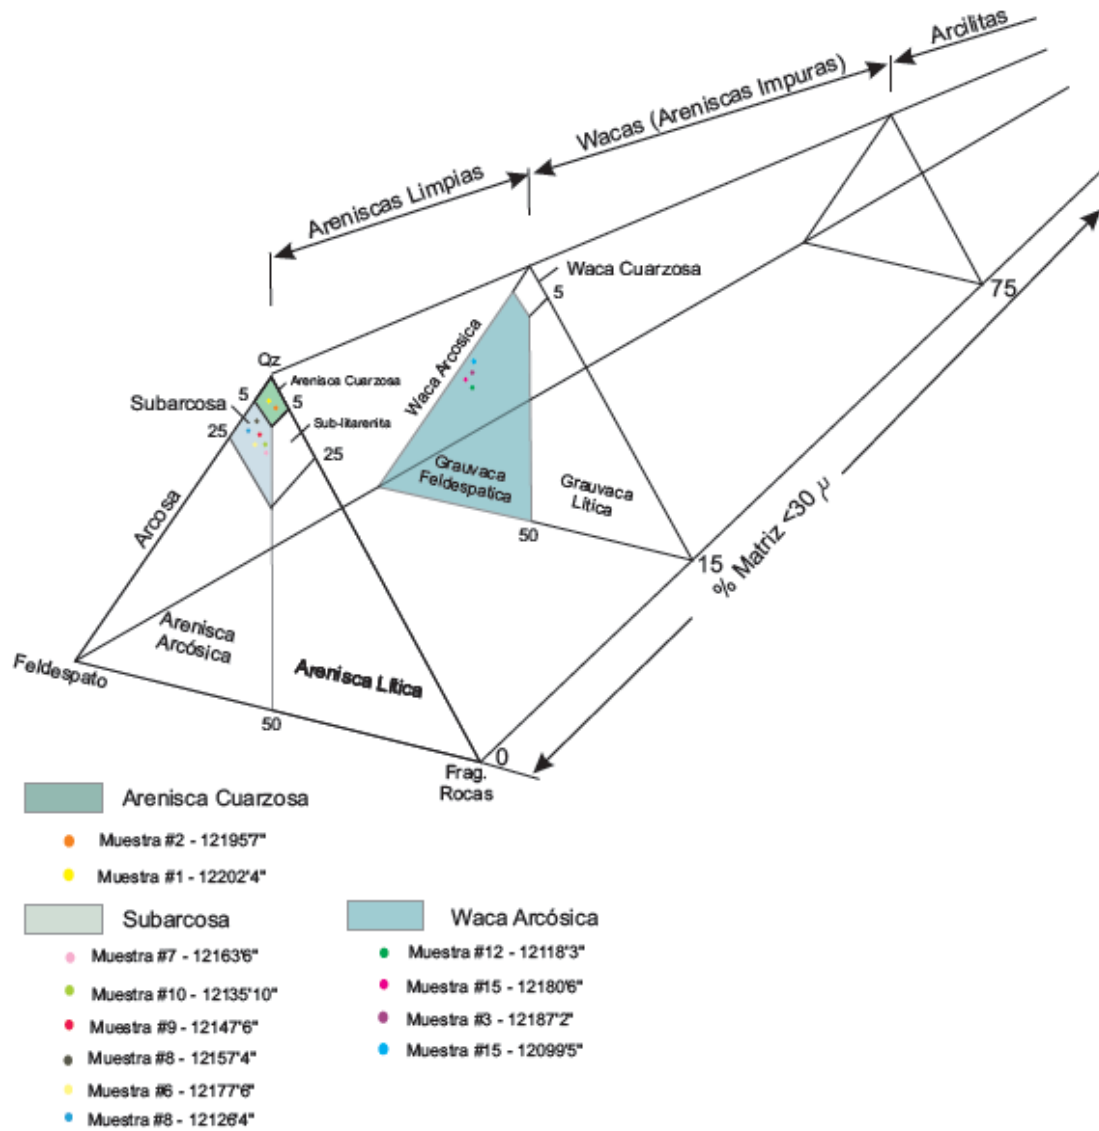 Arcilitas
Wacas (Areniscas Impuras)
Areniscas Limpias
Waca Cuarzosa
5
75
Waca Arcosica
Qz
Arenisca Cuarzosa
5
5
Subarcosa
Sub-litarenita
25
25
Grauvaca
Feldespatica
Grauvaca
Lítica
50
15
% Matriz <30 μ
Arcosa
Arenisca
Arcósica
Feldespato
Arenisca Lítica
50
0
Frag.
Rocas
Arenisca Cuarzosa
Muestra #2 - 12195'7"
Muestra #1 - 12202'4"
Subarcosa
Muestra #7 - 12163'6"
Muestra #10 - 12135'10"
Muestra #9 - 12147'6"
Muestra #8 - 12157'4"
Muestra #6 - 12177'6"
Muestra #8 - 12126'4"
Waca Arcósica
Muestra #12 - 12118'3"
Muestra #15 - 12180'6"
Muestra #3 - 12187'2"
Muestra #15 - 12099'5"